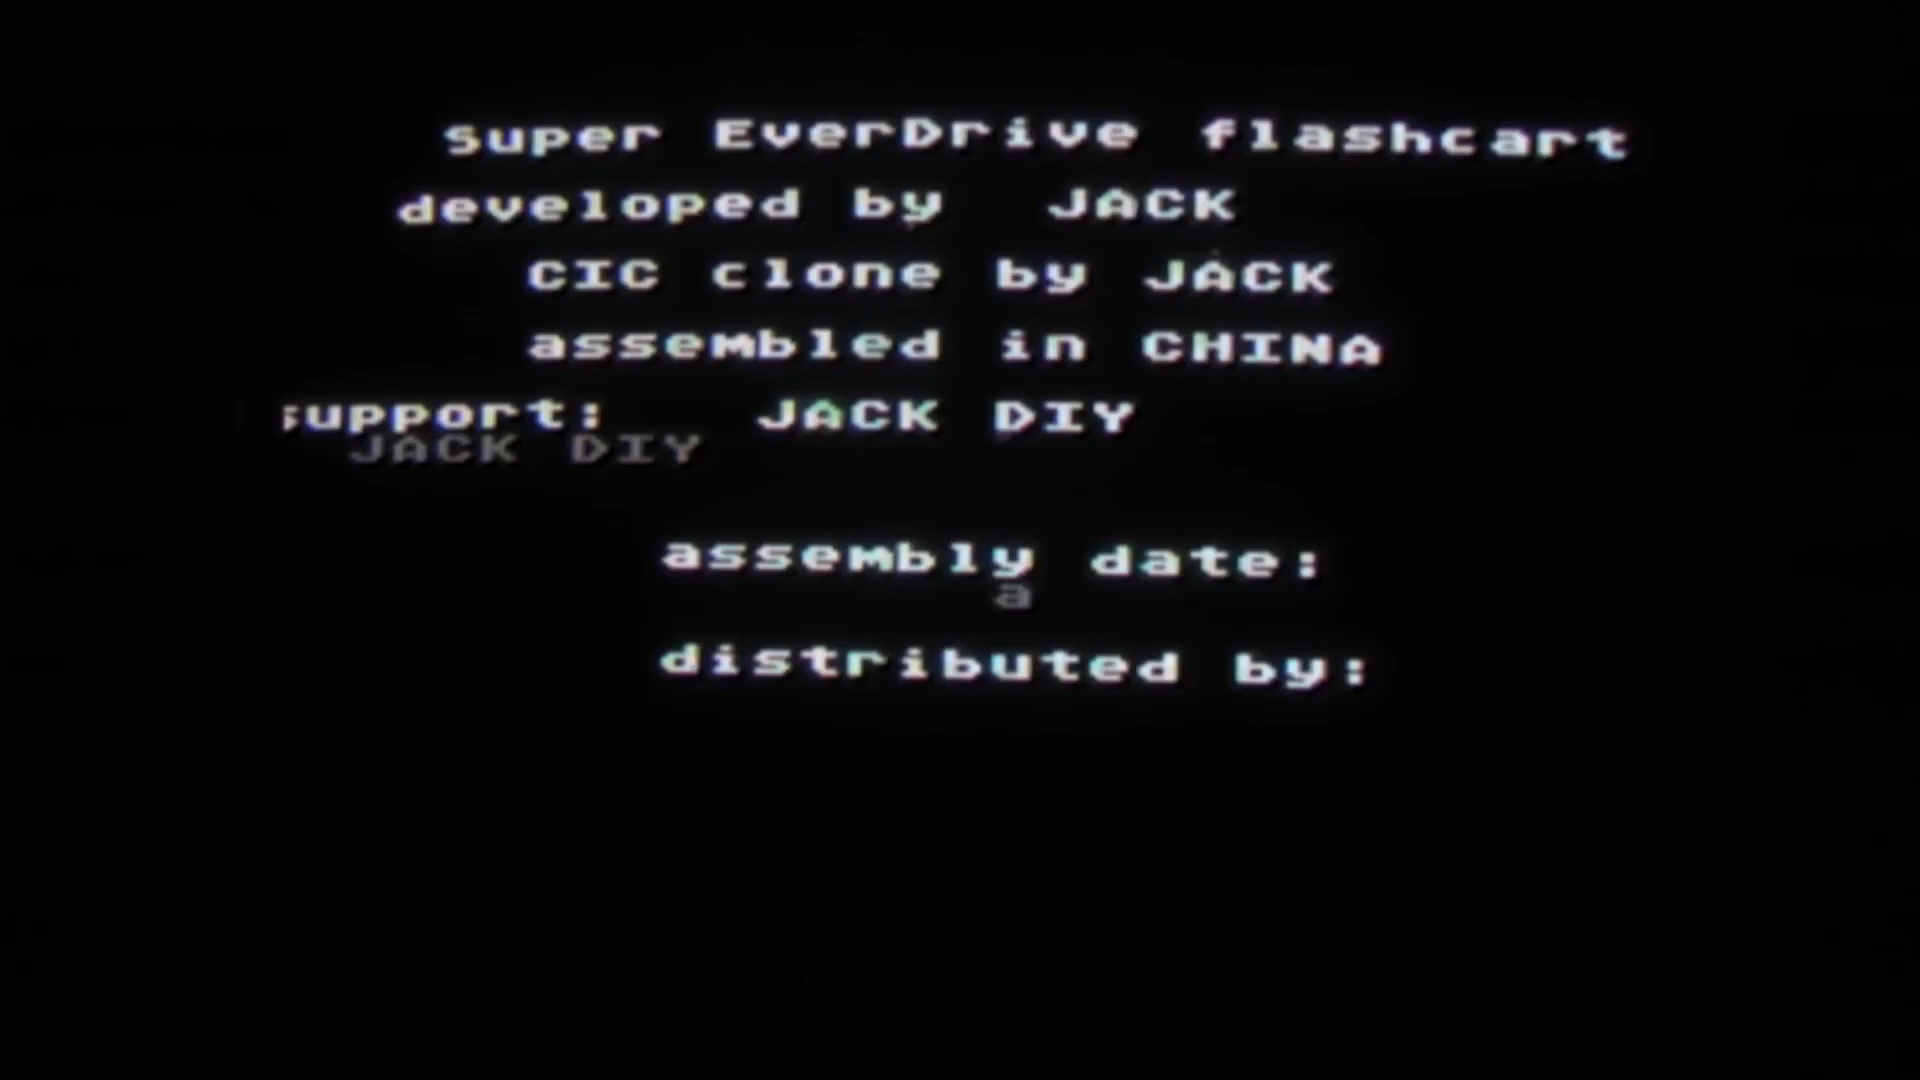 Super EverDrive flashcart
developed by JACK
CIC clone by JACK
assembled in CHINA
support: JACK DIY
JACK DIY
assembly date:
a
distributed by: